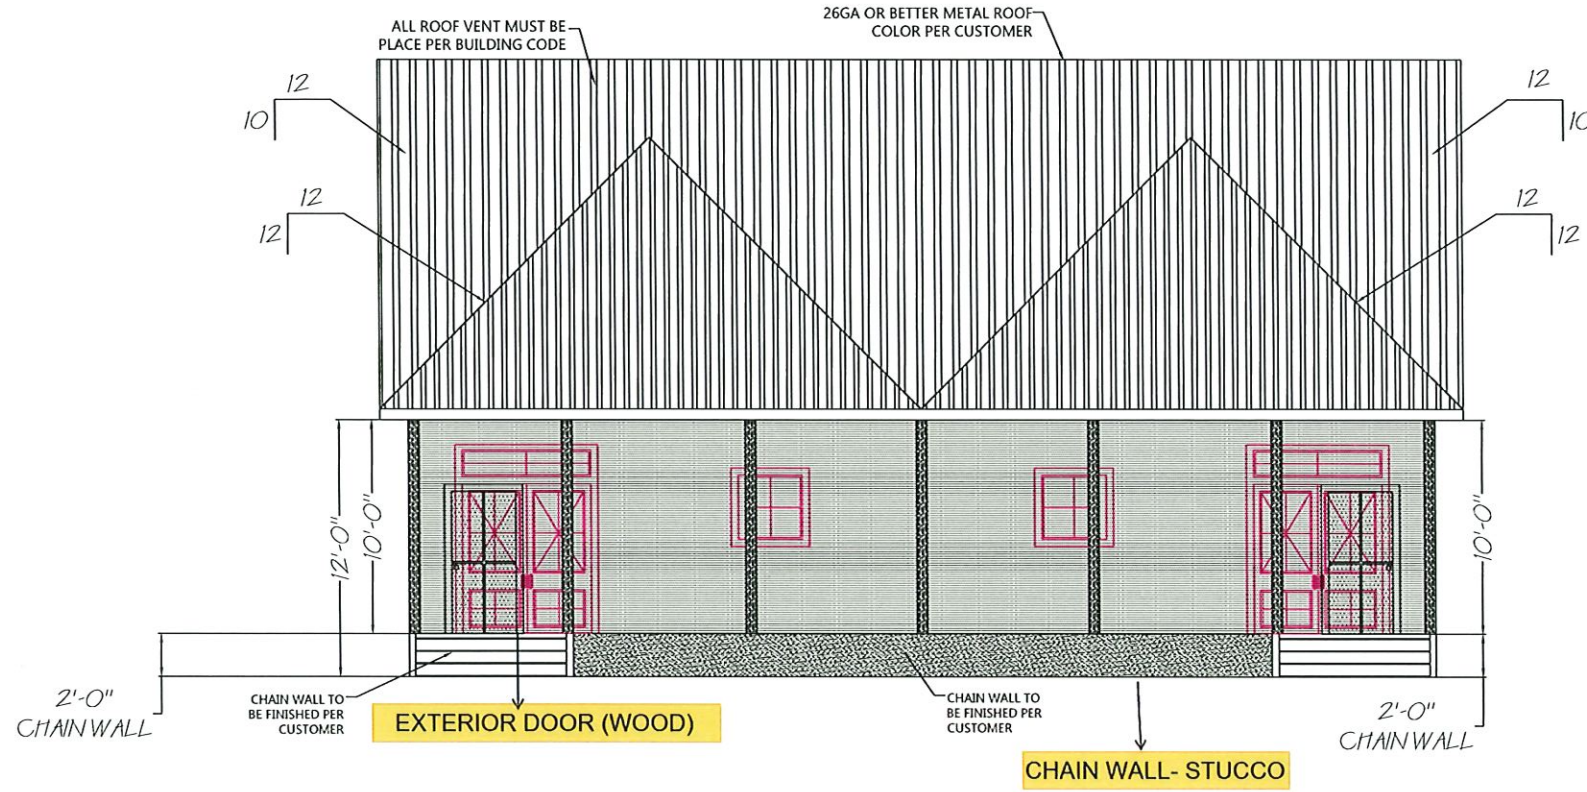 ALL ROOF VENT MUST BE
PLACE PER BUILDING CODE
26GA OR BETTER METAL ROOF
COLOR PER CUSTOMER
12
10
12
10
12
12
12
12
12'-0"
10'-0"
10'-0"
2'-0"
CHAIN WALL
CHAIN WALL TO
BE FINISHED PER
CUSTOMER
EXTERIOR DOOR (WOOD)
CHAIN WALL TO
BE FINISHED PER
CUSTOMER
CHAIN WALL- STUCCO
2'-0"
CHAIN WALL